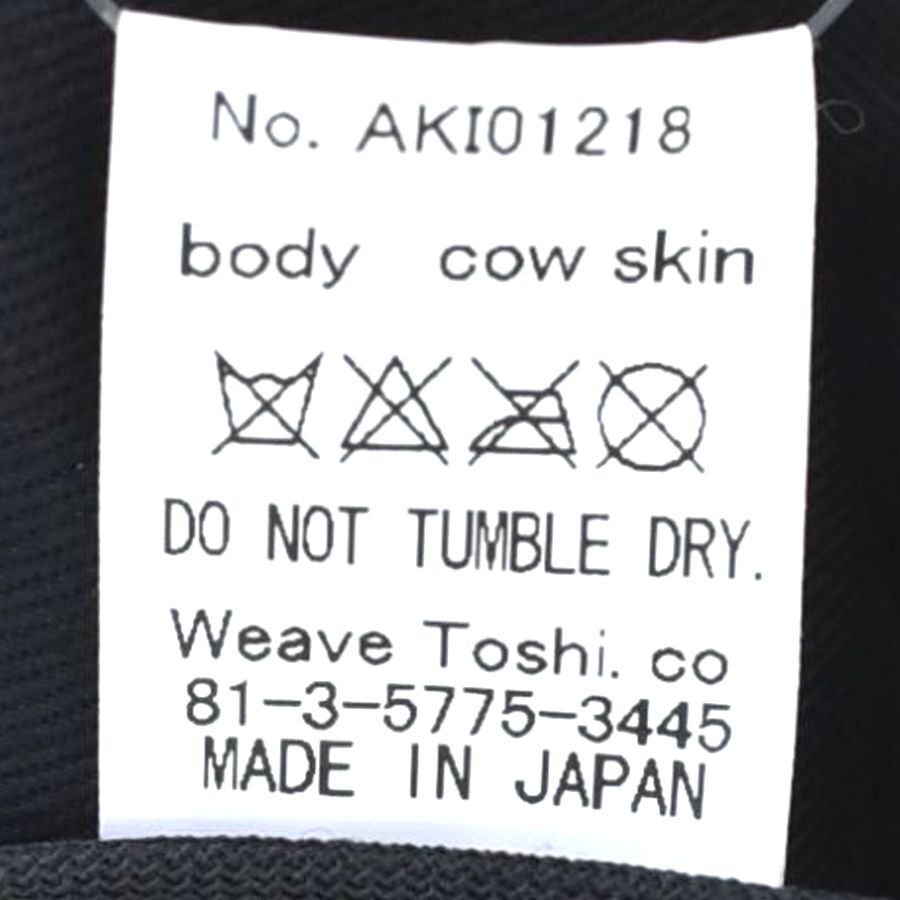 No. AKI01218
body cow skin
DO NOT TUMBLE DRY.
Weave Toshi. co
81-3-5775-3445
MADE IN JAPAN